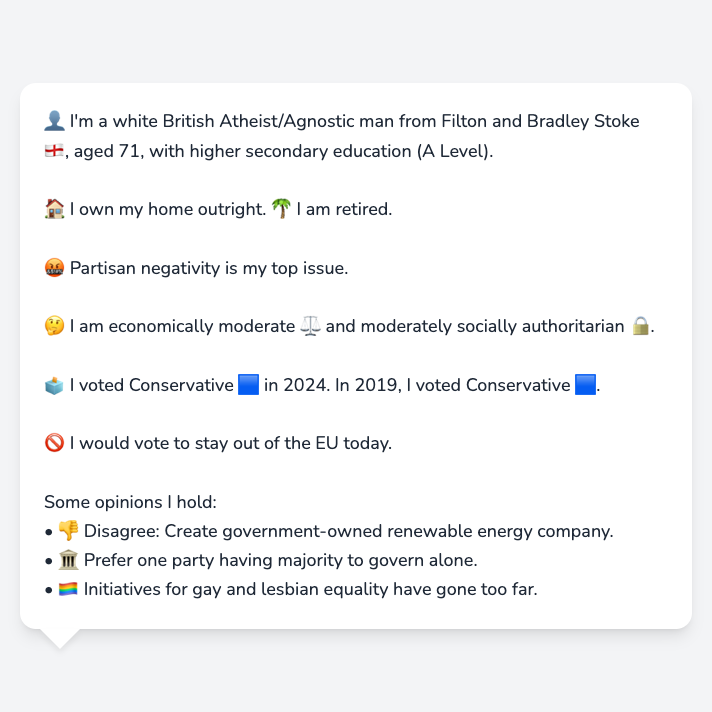 👤 I'm a white British Atheist/Agnostic man from Filton and Bradley Stoke
🏴󠁧󠁢󠁥󠁮󠁧󠁿, aged 71, with higher secondary education (A Level).
🏠 I own my home outright. 🌴 I am retired.
🤬 Partisan negativity is my top issue.
🤔 I am economically moderate ⚖️ and moderately socially authoritarian 🔒.
🗳️ I voted Conservative 🟦 in 2024. In 2019, I voted Conservative 🟦.
🚫 I would vote to stay out of the EU today.
Some opinions I hold:
• 👎 Disagree: Create government-owned renewable energy company.
• 🏛️ Prefer one party having majority to govern alone.
• 🏳️‍🌈 Initiatives for gay and lesbian equality have gone too far.